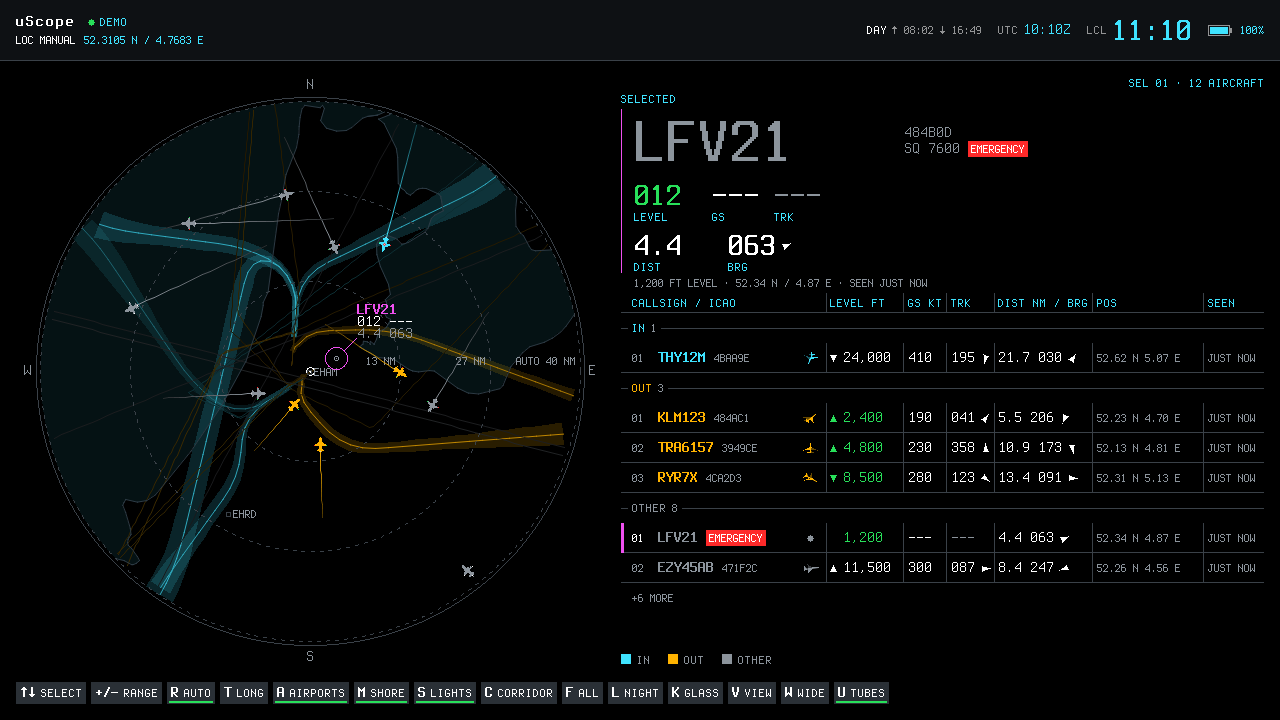 uScope DEMO
LOC MANUAL 52.3105 N / 4.7683 E
DAY ↑ 08:02 ↓ 16:49 UTC 10:10Z LCL 11:10 100%
SEL 01 · 12 AIRCRAFT
SELECTED
LFV21
484B0D
SQ 7600 EMERGENCY
012 --- ---
LEVEL GS TRK
4.4 063
DIST BRG
1,200 FT LEVEL · 52.34 N / 4.87 E · SEEN JUST NOW
CALLSIGN / ICAO LEVEL FT GS KT TRK DIST NM / BRG POS SEEN
IN 1
01 THY12M 4BAA9E ▼ 24,000 410 195 21.7 030 52.62 N 5.07 E JUST NOW
OUT 3
01 KLM123 484AC1 ▲ 2,400 190 041 5.5 206 52.23 N 4.70 E JUST NOW
02 TRA6157 3949CE ▲ 4,800 230 358 10.9 173 52.13 N 4.81 E JUST NOW
03 RYR7X 4CA2D3 ▼ 8,500 280 123 13.4 091 52.31 N 5.13 E JUST NOW
OTHER 8
01 LFV21 EMERGENCY 1,200 --- --- 4.4 063 52.34 N 4.87 E JUST NOW
02 EZY45AB 471F2C ▲ 11,500 300 087 8.4 247 52.26 N 4.56 E JUST NOW
+6 MORE
IN OUT OTHER
N
LFV21
012 ---
4.4 063
13 NM 27 NM AUTO 40 NM
W EHAM E
EHRD
S
↑↓ SELECT +/- RANGE R AUTO T LONG A AIRPORTS M SHORE S LIGHTS C CORRIDOR F ALL L NIGHT K GLASS V VIEW W WIDE U TUBES